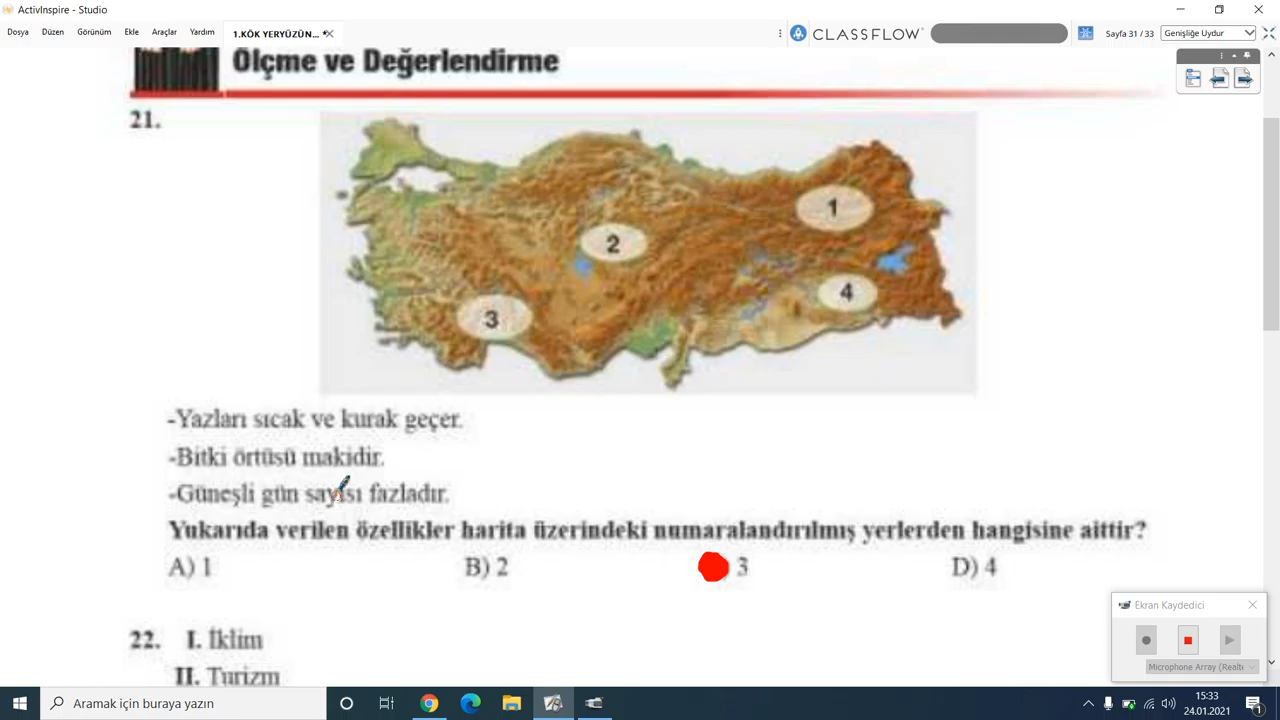 ActivInspire - Studio
Dosya Düzen Görünüm Ekle Araçlar Yardım
1.KÖK YERYÜZÜN...
CLASSFLOW
Sayfa 31 / 33
Genişliğe Uydur
Ölçme ve Değerlendirme
21.
1
2
3
4
-Yazları sıcak ve kurak geçer.
-Bitki örtüsü makidir.
-Güneşli gün sayısı fazladır.
Yukarıda verilen özellikler harita üzerindeki numaralandırılmış yerlerden hangisine aittir?
A) 1 B) 2 3 D) 4
22. I. İklim
II. Turizm
Ekran Kaydedici
Microphone Array (Realte
Aramak için buraya yazın
15:33
24.01.2021
1